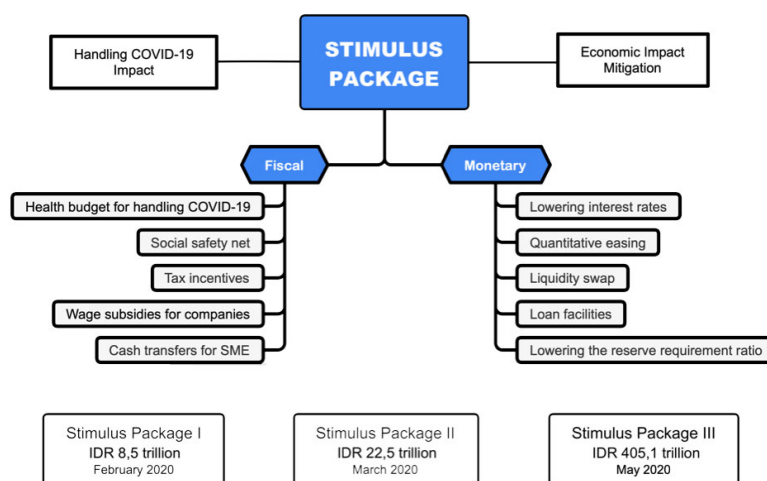 Handling COVID-19
Impact
STIMULUS
PACKAGE
Economic Impact
Mitigation
Fiscal
Monetary
Health budget for handling COVID-19
Social safety net
Tax incentives
Wage subsidies for companies
Cash transfers for SME
Lowering interest rates
Quantitative easing
Liquidity swap
Loan facilities
Lowering the reserve requirement ratio
Stimulus Package I
IDR 8,5 trillion
February 2020
Stimulus Package II
IDR 22,5 trillion
March 2020
Stimulus Package III
IDR 405,1 trillion
May 2020